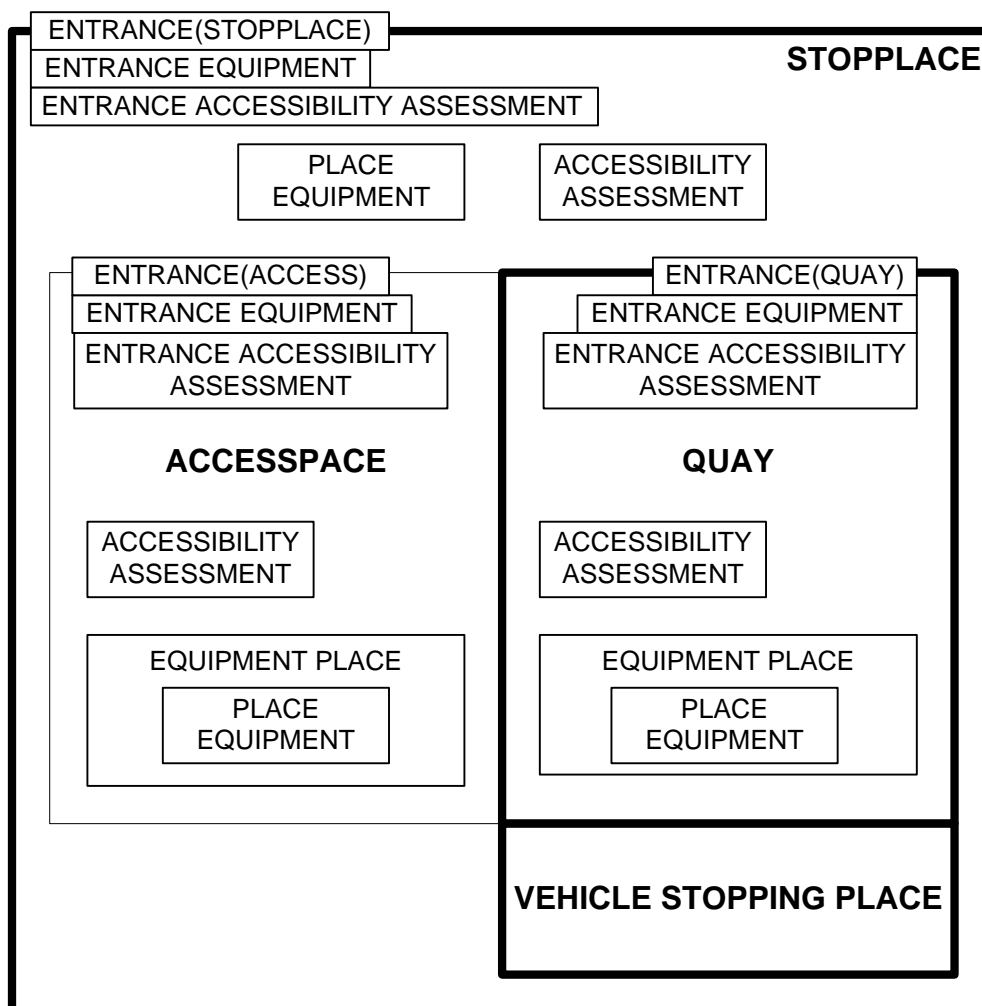 ENTRANCE(STOPPLACE)
STOPPLACE
ENTRANCE EQUIPMENT
ENTRANCE ACCESSIBILITY ASSESSMENT
PLACE
EQUIPMENT
ACCESSIBILITY
ASSESSMENT
ENTRANCE(ACCESS)
ENTRANCE EQUIPMENT
ENTRANCE ACCESSIBILITY
ASSESSMENT
ACCESSPACE
ACCESSIBILITY
ASSESSMENT
EQUIPMENT PLACE
PLACE
EQUIPMENT
ENTRANCE(QUAY)
ENTRANCE EQUIPMENT
ENTRANCE ACCESSIBILITY
ASSESSMENT
QUAY
ACCESSIBILITY
ASSESSMENT
EQUIPMENT PLACE
PLACE
EQUIPMENT
VEHICLE STOPPING PLACE